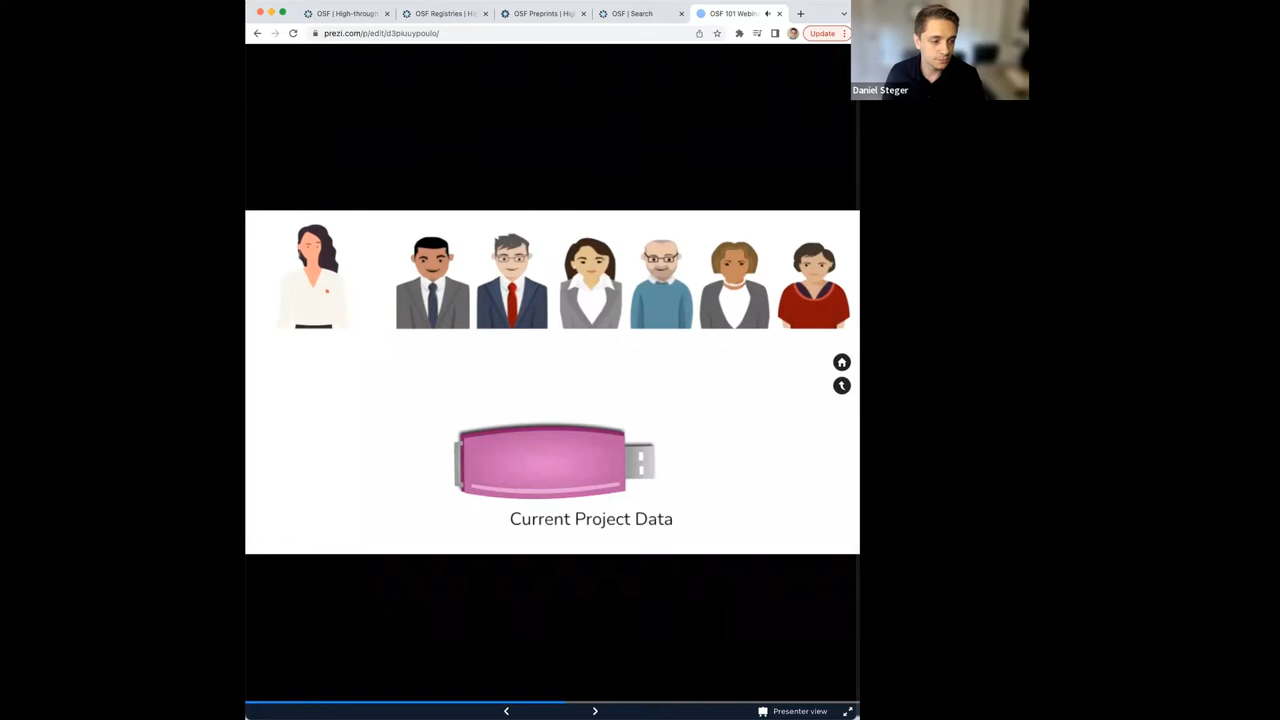 OSF | High-through
OSF Registries | Hi
OSF Preprints | Hig
OSF | Search
OSF 101 Webin
prezi.com/p/edit/d3piuuypoulo/
Update
Daniel Steger
Current Project Data
Presenter view